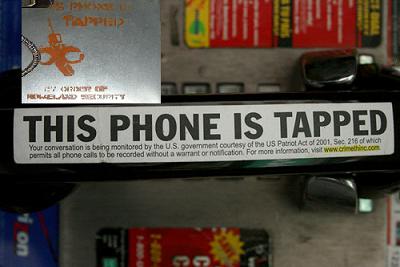 THIS PHONE IS
TAPPED
BY ORDER OF
HOMELAND SECURITY
THIS PHONE IS TAPPED
Your conversation is being monitored by the U.S. government courtesy of the US Patriot Act of 2001, Sec. 216 of which
permits all phone calls to be recorded without a warrant or notification. For more information, visit www.crimethinc.com.